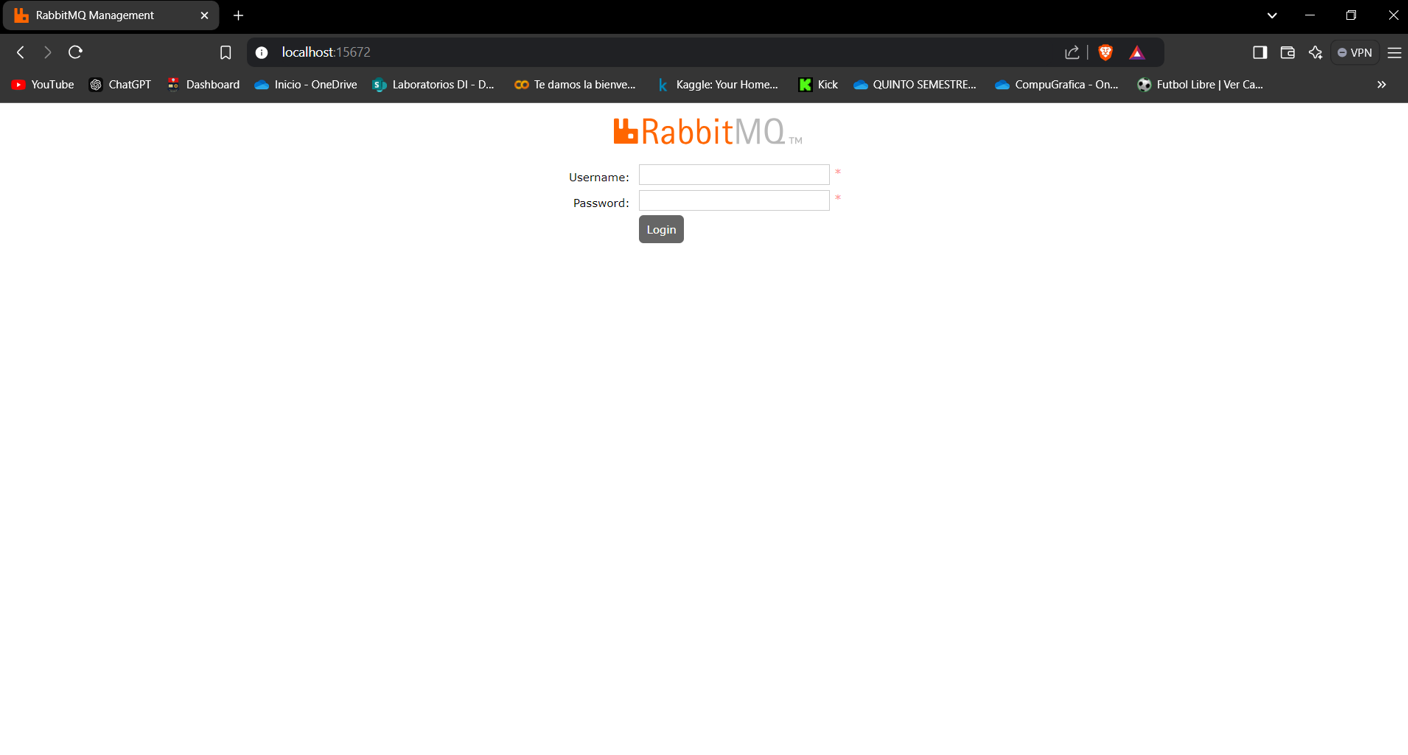 RabbitMQ Management
localhost:15672
VPN
YouTube ChatGPT Dashboard Inicio - OneDrive Laboratorios DI - D... Te damos la bienve... Kaggle: Your Home... Kick QUINTO SEMESTRE... CompuGrafica - On... Futbol Libre | Ver Ca...
RabbitMQ TM
Username: *
Password: *
Login